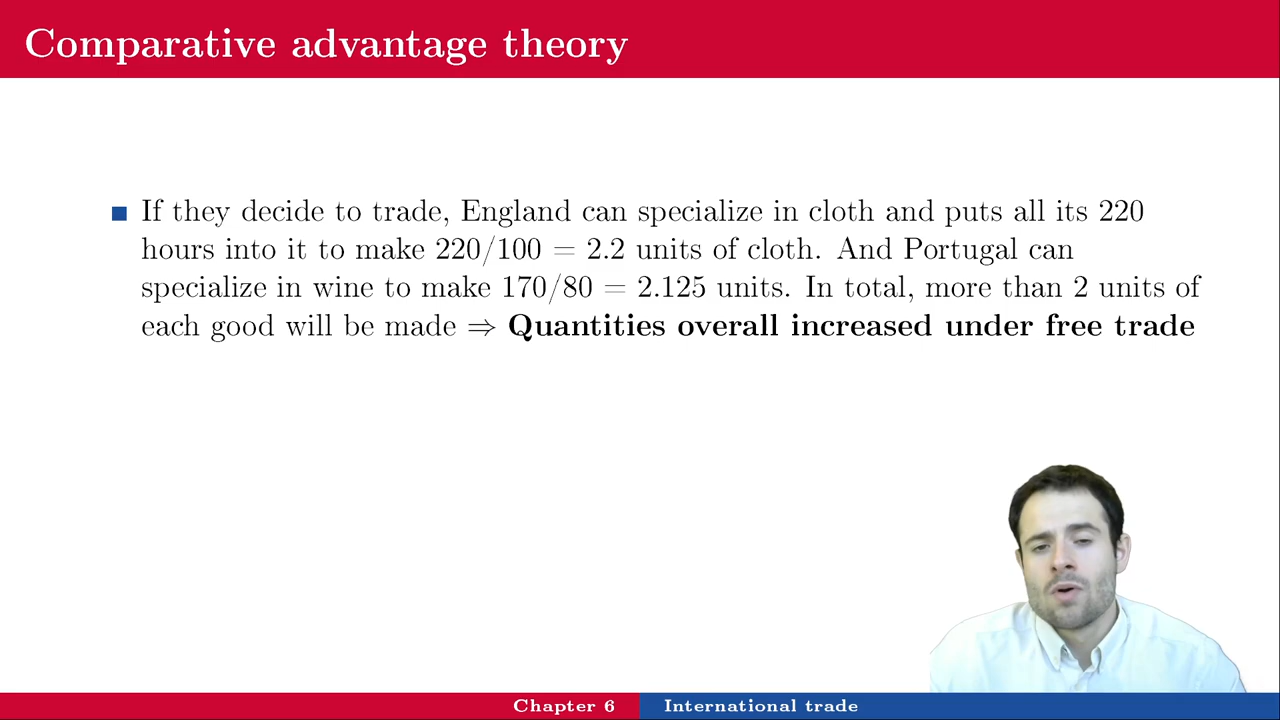 Comparative advantage theory
If they decide to trade, England can specialize in cloth and puts all its 220
hours into it to make 220/100 = 2.2 units of cloth. And Portugal can
specialize in wine to make 170/80 = 2.125 units. In total, more than 2 units of
each good will be made ⇒ Quantities overall increased under free trade
Chapter 6 International trade